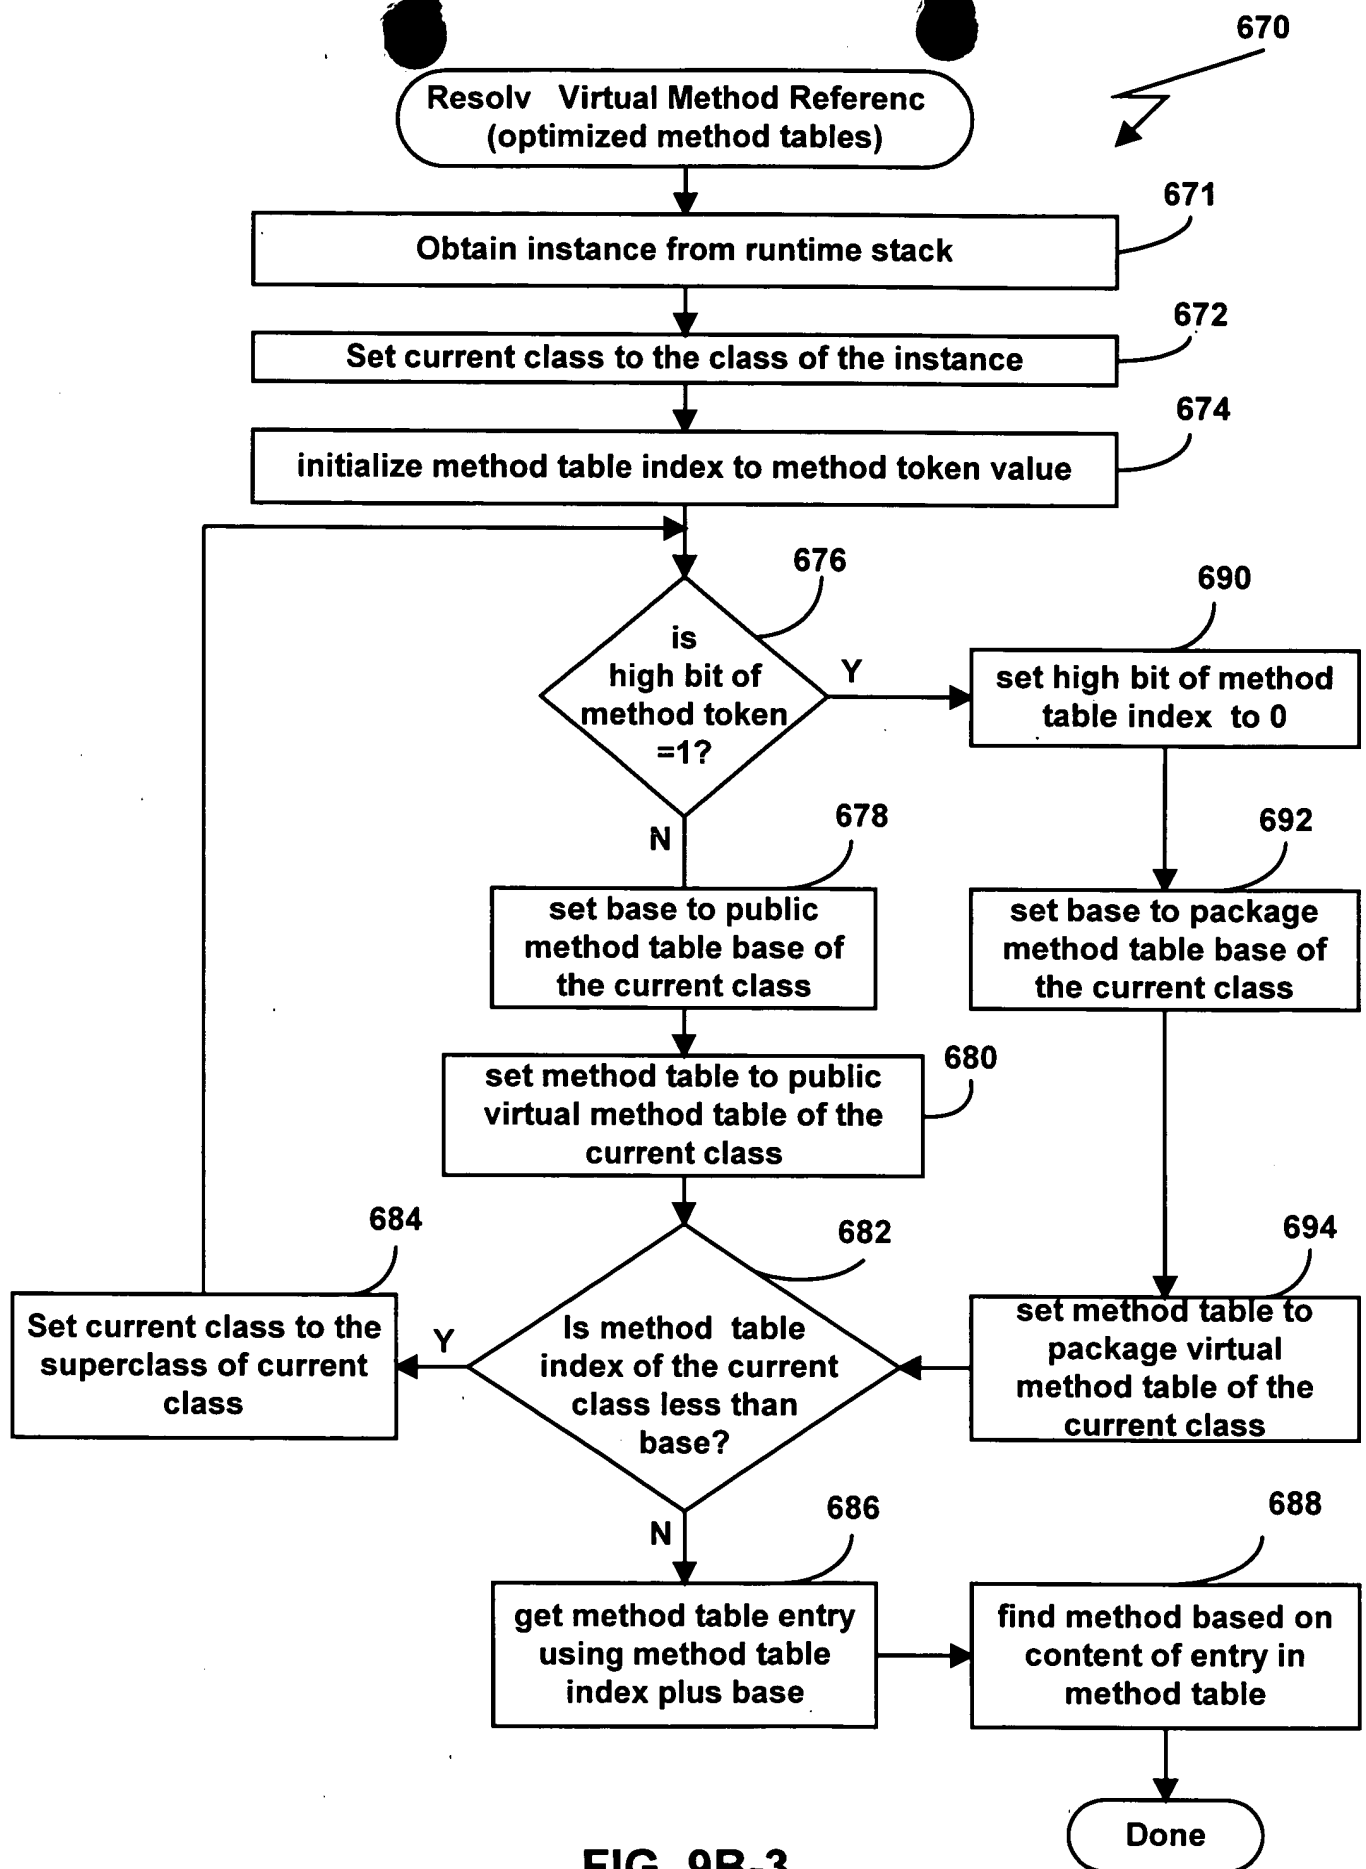 670
Resolv Virtual Method Referenc
(optimized method tables)
671
Obtain instance from runtime stack
672
Set current class to the class of the instance
674
initialize method table index to method token value
676
is
high bit of
method token
=1?
Y
N
690
set high bit of method
table index to 0
678
set base to public
method table base of
the current class
692
set base to package
method table base of
the current class
680
set method table to public
virtual method table of the
current class
684
Set current class to the
superclass of current
class
682
Is method table
index of the current
class less than
base?
Y
N
694
set method table to
package virtual
method table of the
current class
686
get method table entry
using method table
index plus base
688
find method based on
content of entry in
method table
Done
FIG. 9B-3